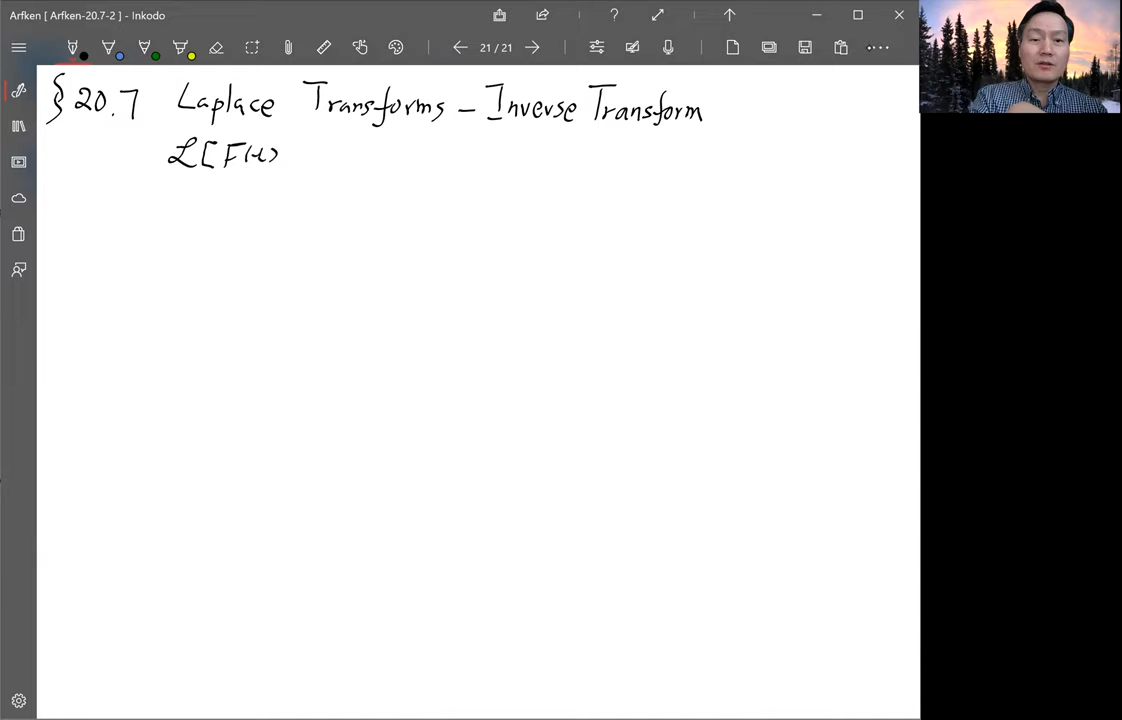 Arfken [ Arfken-20.7-2 ] - Inkodo
21 / 21
§ 20.7 Laplace Transforms – Inverse Transform
ℒ[F(t)